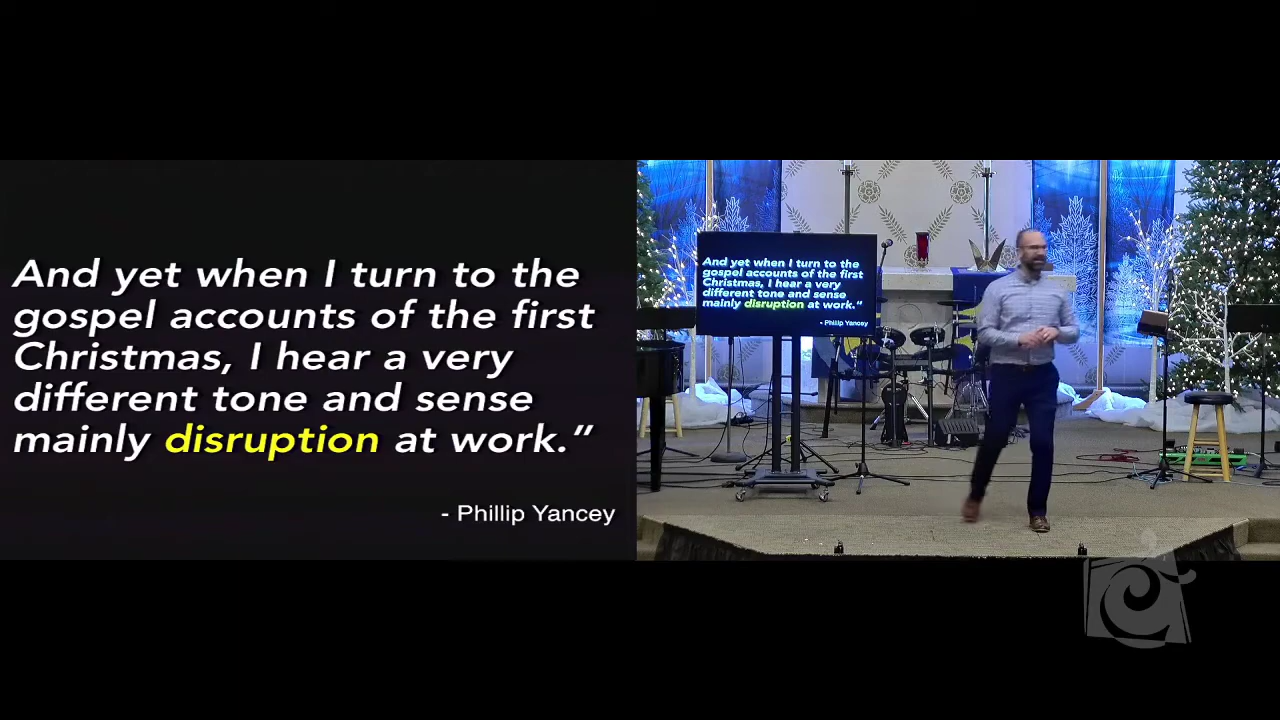 And yet when I turn to the
gospel accounts of the first
Christmas, I hear a very
different tone and sense
mainly disruption at work.”
- Phillip Yancey
And yet when I turn to the
gospel accounts of the first
Christmas, I hear a very
different tone and sense
mainly disruption at work.“
- Phillip Yancey